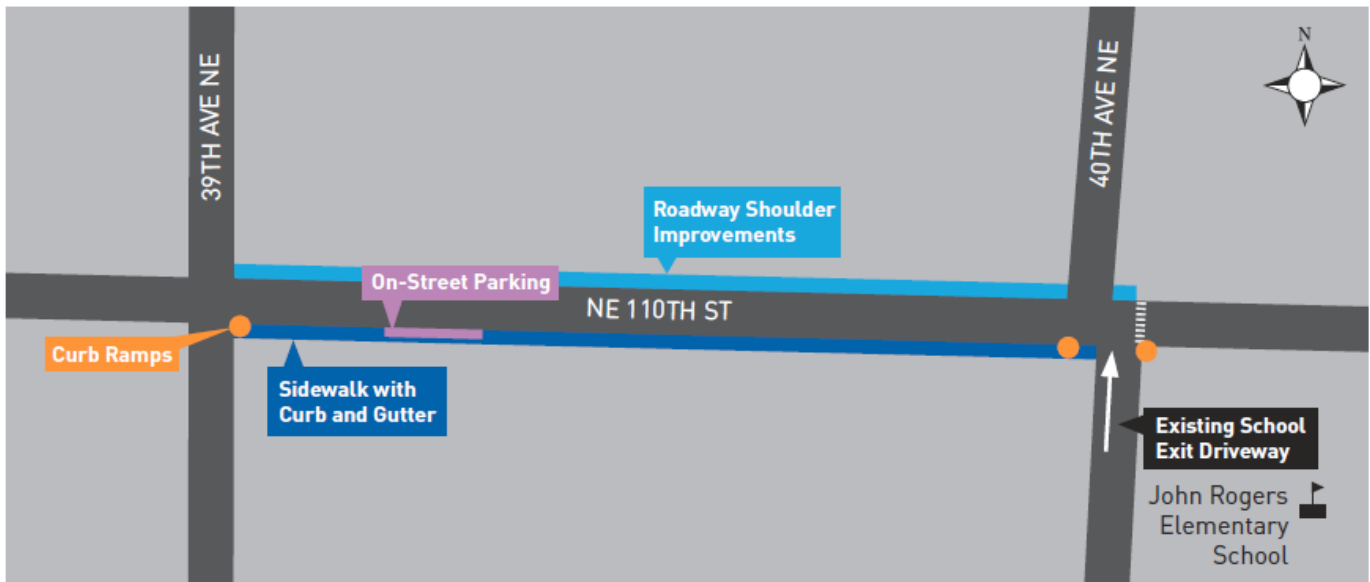 39TH AVE NE
40TH AVE NE
N
Roadway Shoulder
Improvements
On-Street Parking
NE 110TH ST
Curb Ramps
Sidewalk with
Curb and Gutter
Existing School
Exit Driveway
John Rogers
Elementary
School